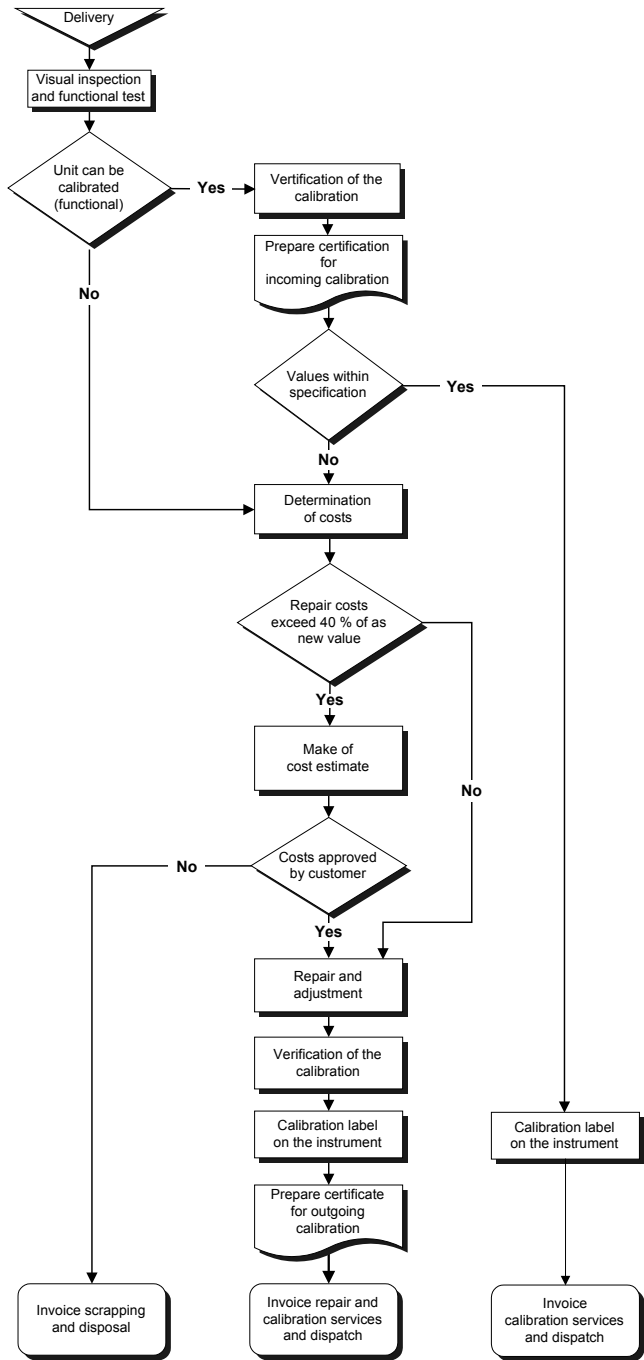 Delivery
Visual inspection
and functional test
Unit can be
calibrated
(functional)
Yes
Vertification of the
calibration
Prepare certification
for
incoming calibration
No
Values within
specification
Yes
No
Determination
of costs
Repair costs
exceed 40 % of as
new value
Yes
Make of
cost estimate
No
No
Costs approved
by customer
Yes
Repair and
adjustment
Verification of the
calibration
Calibration label
on the instrument
Calibration label
on the instrument
Prepare certificate
for outgoing
calibration
Invoice scrapping
and disposal
Invoice repair and
calibration services
and dispatch
Invoice
calibration services
and dispatch